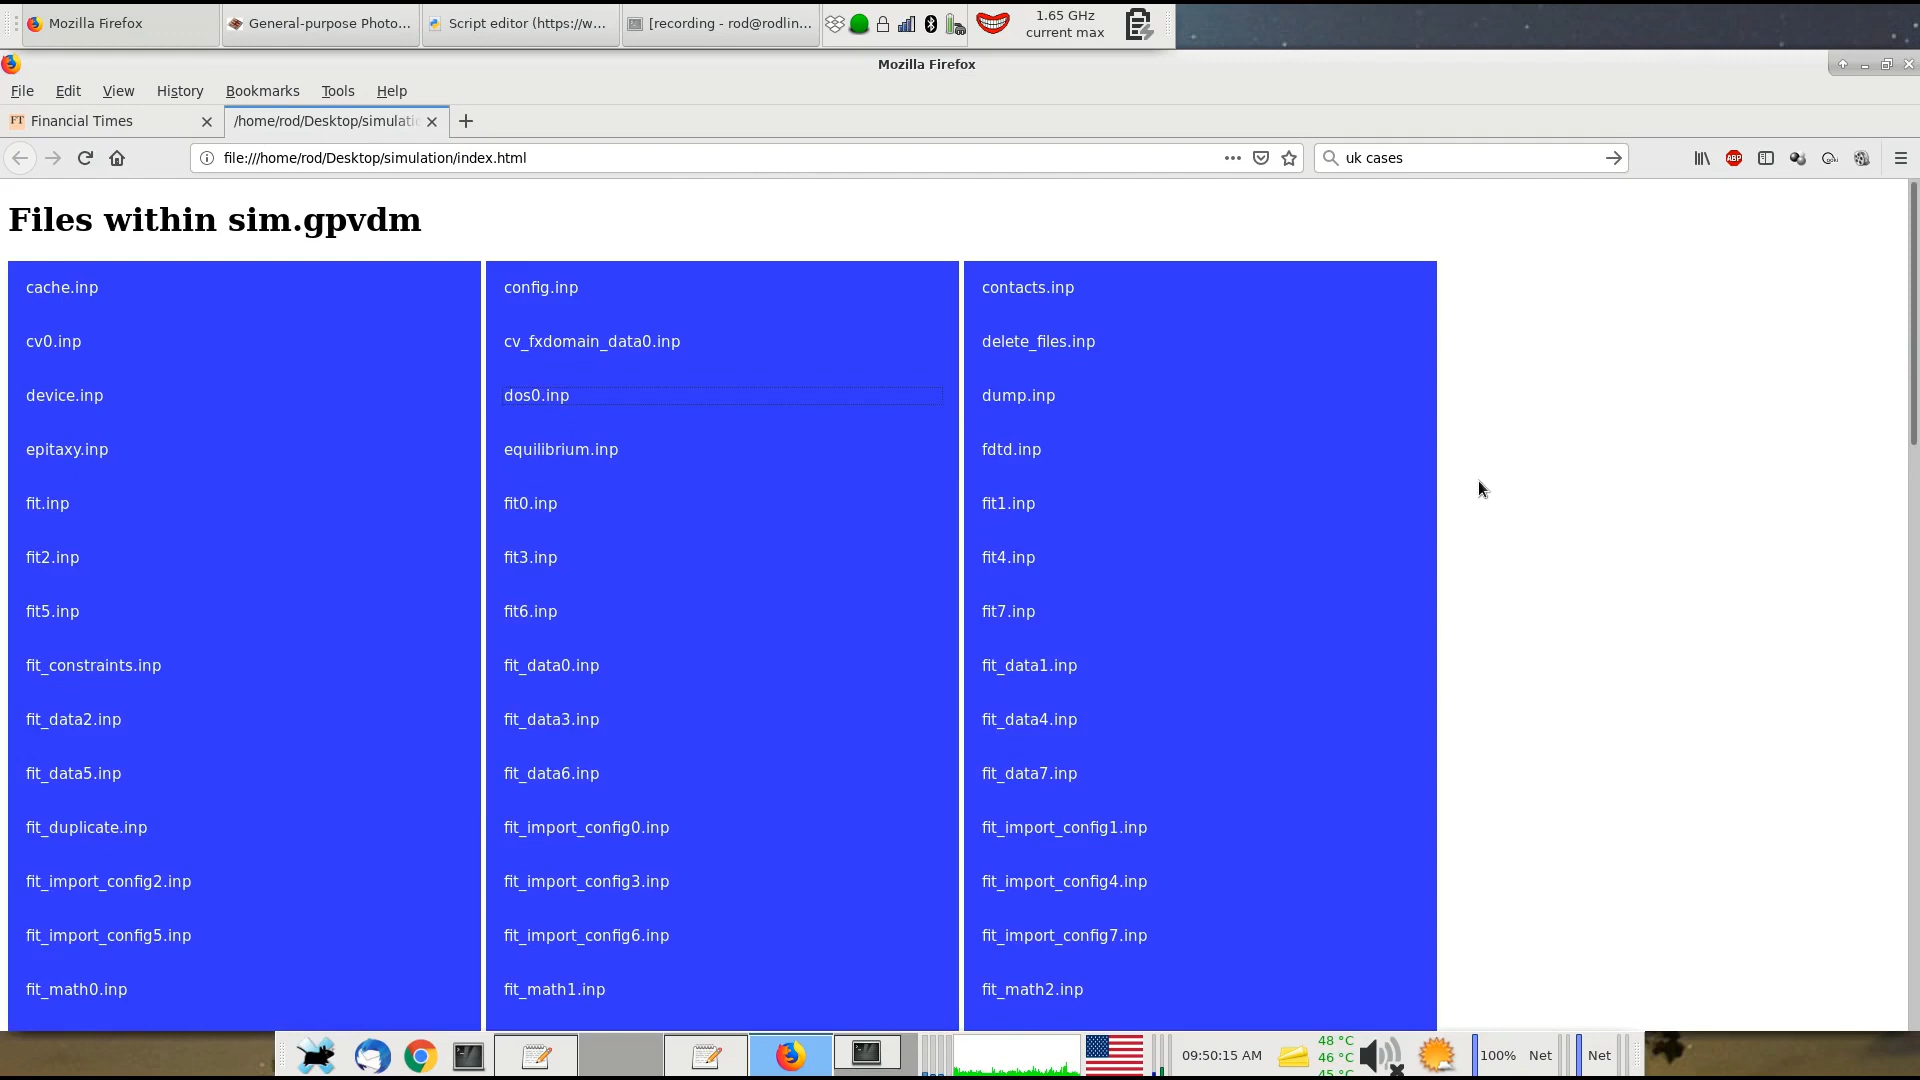 Mozilla Firefox
General-purpose Photo...
Script editor (https://w...
[recording - rod@rodlin...
1.65 GHz
current max
Mozilla Firefox
File Edit View History Bookmarks Tools Help
FT Financial Times
/home/rod/Desktop/simulati
file:///home/rod/Desktop/simulation/index.html
uk cases
ABP
Files within sim.gpvdm
cache.inp config.inp contacts.inp
cv0.inp cv_fxdomain_data0.inp delete_files.inp
device.inp dos0.inp dump.inp
epitaxy.inp equilibrium.inp fdtd.inp
fit.inp fit0.inp fit1.inp
fit2.inp fit3.inp fit4.inp
fit5.inp fit6.inp fit7.inp
fit_constraints.inp fit_data0.inp fit_data1.inp
fit_data2.inp fit_data3.inp fit_data4.inp
fit_data5.inp fit_data6.inp fit_data7.inp
fit_duplicate.inp fit_import_config0.inp fit_import_config1.inp
fit_import_config2.inp fit_import_config3.inp fit_import_config4.inp
fit_import_config5.inp fit_import_config6.inp fit_import_config7.inp
fit_math0.inp fit_math1.inp fit_math2.inp
09:50:15 AM
48 °C
46 °C
45 °C
100% Net
Net